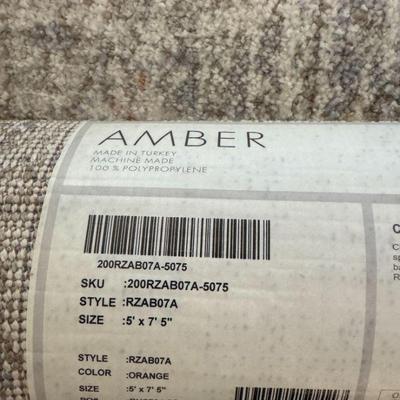 AMBER
MADE IN TURKEY
MACHINE MADE
100 % POLYPROPYLENE
200RZAB07A-5075
SKU :200RZAB07A-5075
STYLE :RZAB07A
SIZE :5' x 7' 5"
STYLE :RZAB07A
COLOR :ORANGE
SIZE :5' x 7' 5"